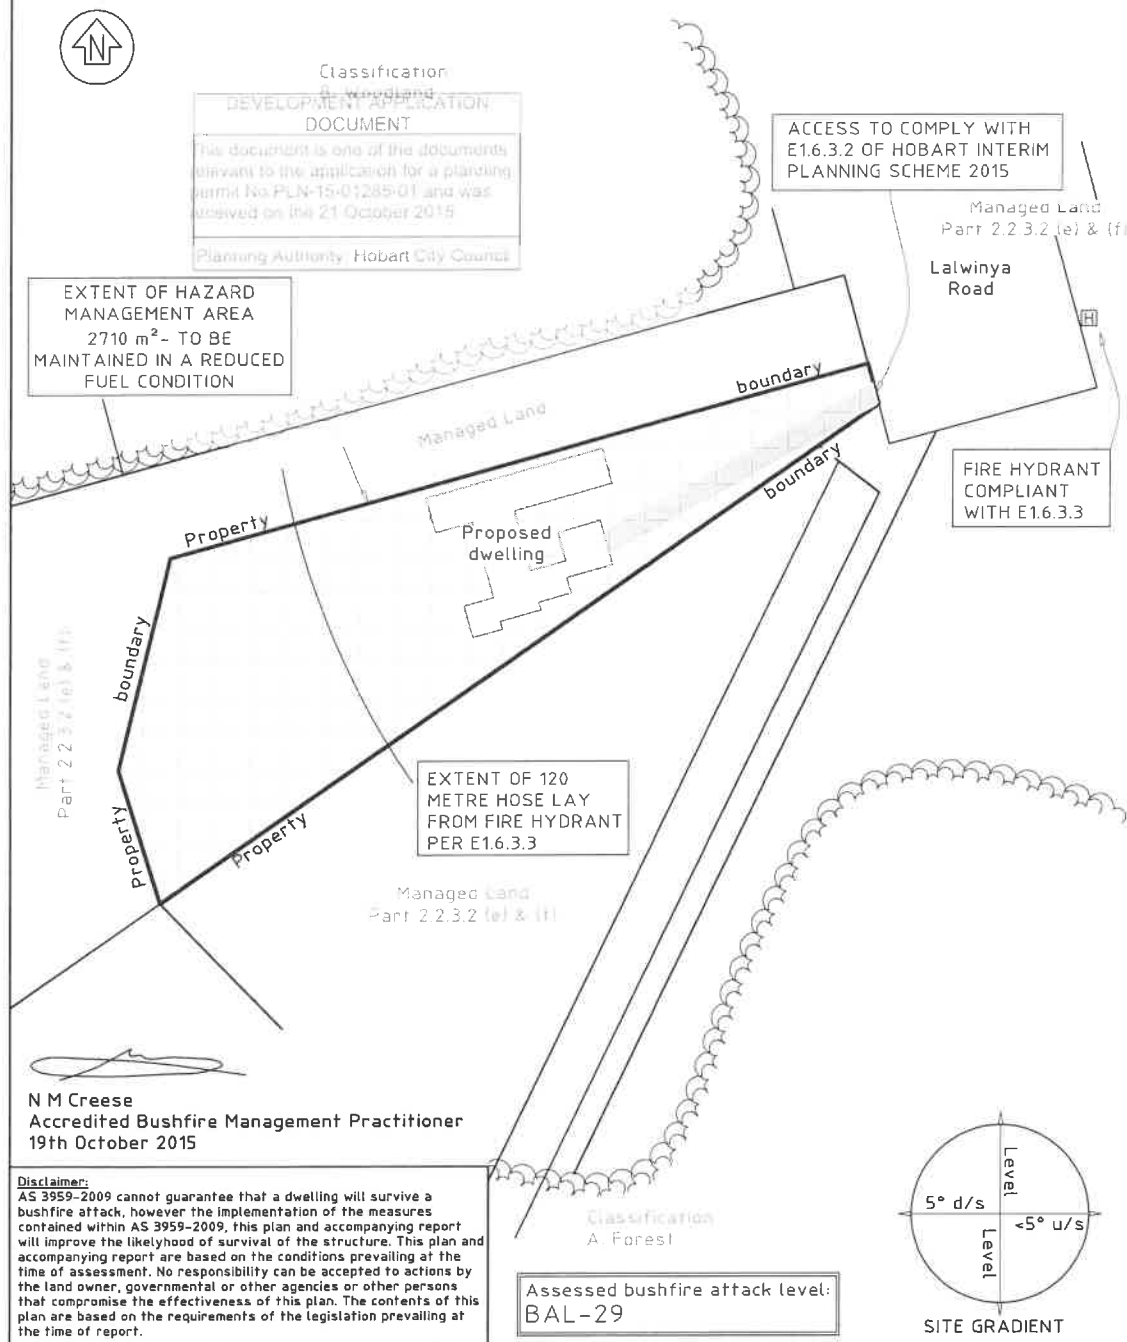 N
Classification
B. Woodland
DEVELOPMENT APPLICATION
DOCUMENT
This document is one of the documents
relevant to the application for a planning
permit No. PLN-15-01285-01 and was
received on the 21 October 2015
Planning Authority: Hobart City Council
ACCESS TO COMPLY WITH
E1.6.3.2 OF HOBART INTERIM
PLANNING SCHEME 2015
Managed Land
Part 2.2.3.2 (e) & (f)
Lalwinya
Road
H
EXTENT OF HAZARD
MANAGEMENT AREA
2710 m²- TO BE
MAINTAINED IN A REDUCED
FUEL CONDITION
boundary
Managed Land
boundary
FIRE HYDRANT
COMPLIANT
WITH E1.6.3.3
Property
Proposed
dwelling
boundary
Managed Land
Part 2.2.3.2 (e) & (f)
Property
Property
EXTENT OF 120
METRE HOSE LAY
FROM FIRE HYDRANT
PER E1.6.3.3
Managed Land
Part 2.2.3.2 (e) & (f)
N M Creese
Accredited Bushfire Management Practitioner
19th October 2015
Disclaimer:
AS 3959-2009 cannot guarantee that a dwelling will survive a
bushfire attack, however the implementation of the measures
contained within AS 3959-2009, this plan and accompanying report
will improve the likelyhood of survival of the structure. This plan and
accompanying report are based on the conditions prevailing at the
time of assessment. No responsibility can be accepted to actions by
the land owner, governmental or other agencies or other persons
that compromise the effectiveness of this plan. The contents of this
plan are based on the requirements of the legislation prevailing at
the time of report.
Classification
A. Forest
Assessed bushfire attack level:
BAL-29
Level
5° d/s
<5° u/s
Level
SITE GRADIENT